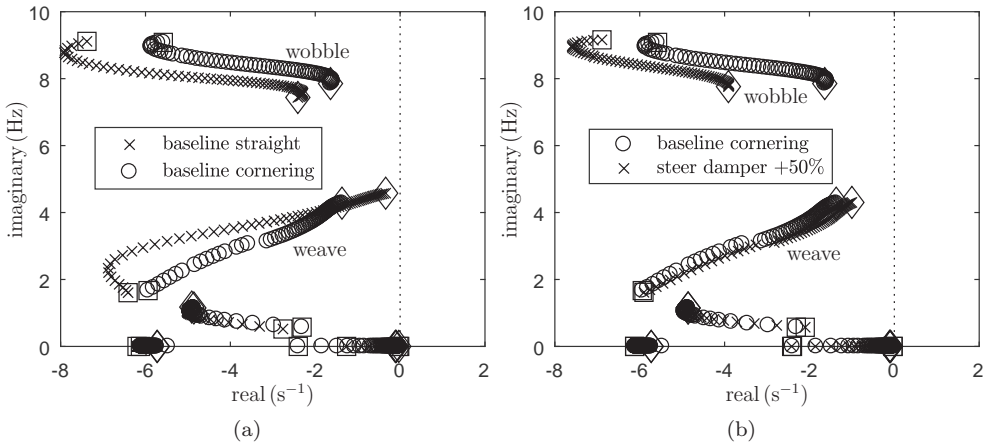 10
8
6
4
2
0
-8
-6
-4
-2
0
2
imaginary (Hz)
real (s⁻¹)
wobble
baseline straight
baseline cornering
weave
(a)
10
8
6
4
2
0
-8
-6
-4
-2
0
2
imaginary (Hz)
real (s⁻¹)
wobble
baseline cornering
steer damper +50%
weave
(b)